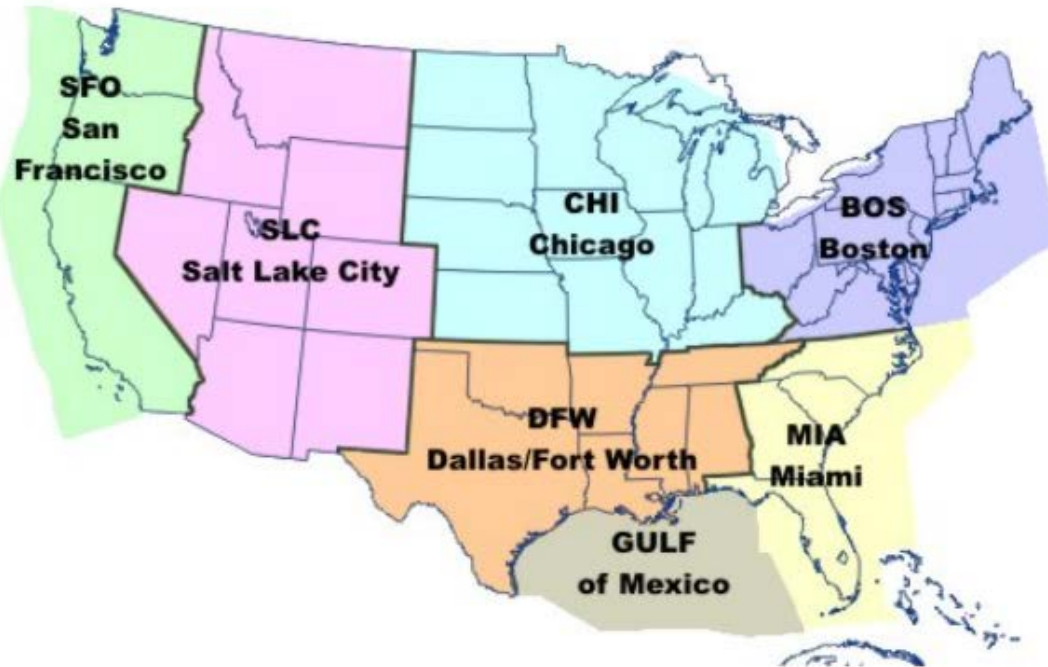 SFO
San
Francisco
SLC
Salt Lake City
CHI
Chicago
BOS
Boston
DFW
Dallas/Fort Worth
MIA
Miami
GULF
of Mexico